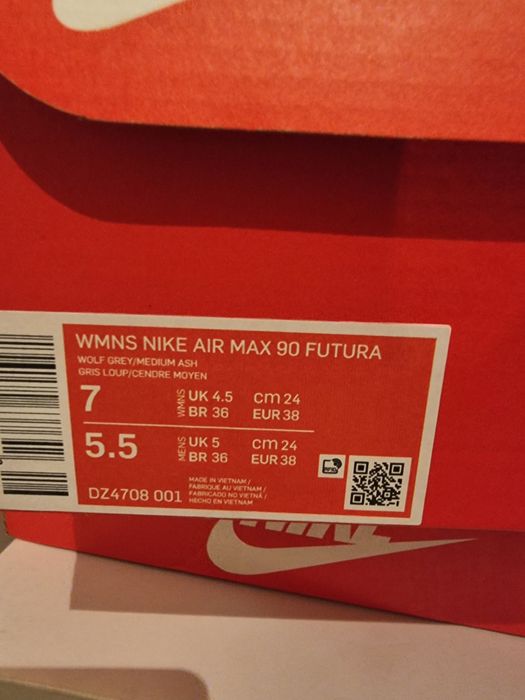 WMNS NIKE AIR MAX 90 FUTURA
WOLF GREY/MEDIUM ASH
GRIS LOUP/CENDRE MOYEN
7 WMNS UK 4.5 cm 24
BR 36 EUR 38
5.5 MENS UK 5 cm 24
BR 36 EUR 38
DZ4708 001
MADE IN VIETNAM /
FABRIQUE AU VIETNAM /
FABRICADO NO VIETNÃ /
HECHO EN VIETNAM
RFID
NIKE